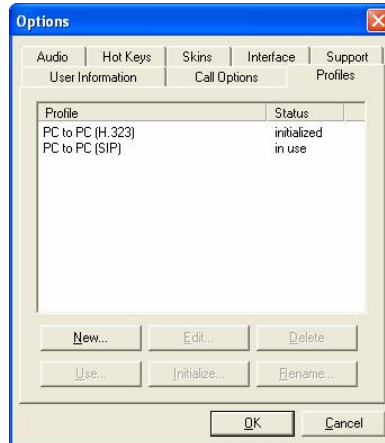 Options
Audio Hot Keys Skins Interface Support
User Information Call Options Profiles
Profile Status
PC to PC (H.323) initialized
PC to PC (SIP) in use
New... Edit... Delete
Use... Initialize... Rename...
OK Cancel